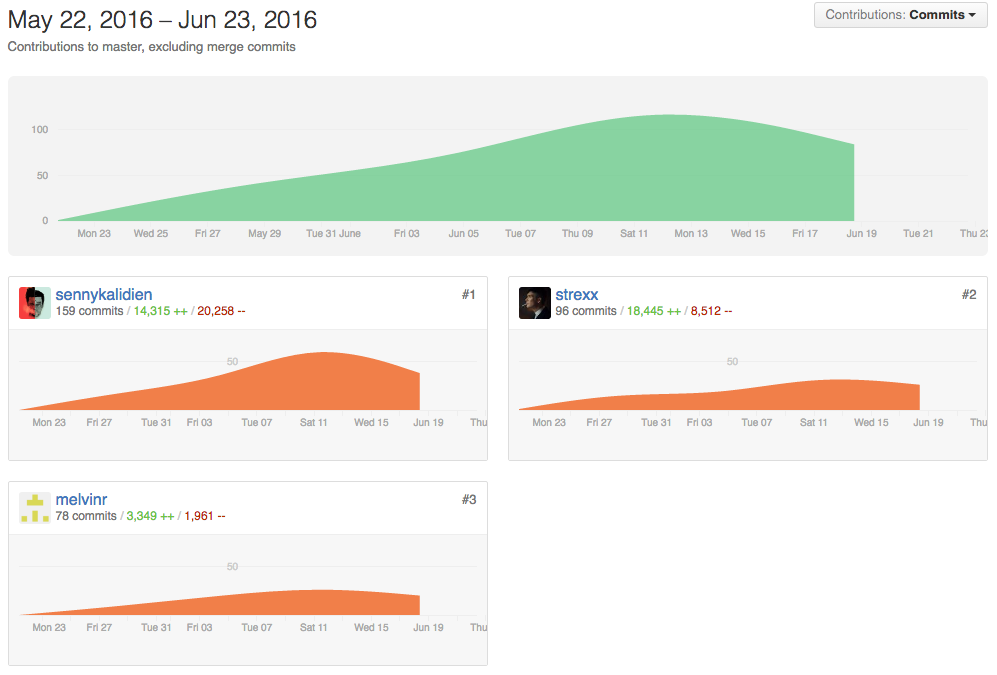 May 22, 2016 – Jun 23, 2016
Contributions: Commits
Contributions to master, excluding merge commits
100
50
0
Mon 23 Wed 25 Fri 27 May 29 Tue 31 June Fri 03 Jun 05 Tue 07 Thu 09 Sat 11 Mon 13 Wed 15 Fri 17 Jun 19 Tue 21 Thu 23
sennykalidien #1
159 commits / 14,315 ++ / 20,258 --
50
Mon 23 Fri 27 Tue 31 Fri 03 Tue 07 Sat 11 Wed 15 Jun 19 Thu
strexx #2
96 commits / 18,445 ++ / 8,512 --
50
Mon 23 Fri 27 Tue 31 Fri 03 Tue 07 Sat 11 Wed 15 Jun 19 Thu
melvinr #3
78 commits / 3,349 ++ / 1,961 --
50
Mon 23 Fri 27 Tue 31 Fri 03 Tue 07 Sat 11 Wed 15 Jun 19 Thu